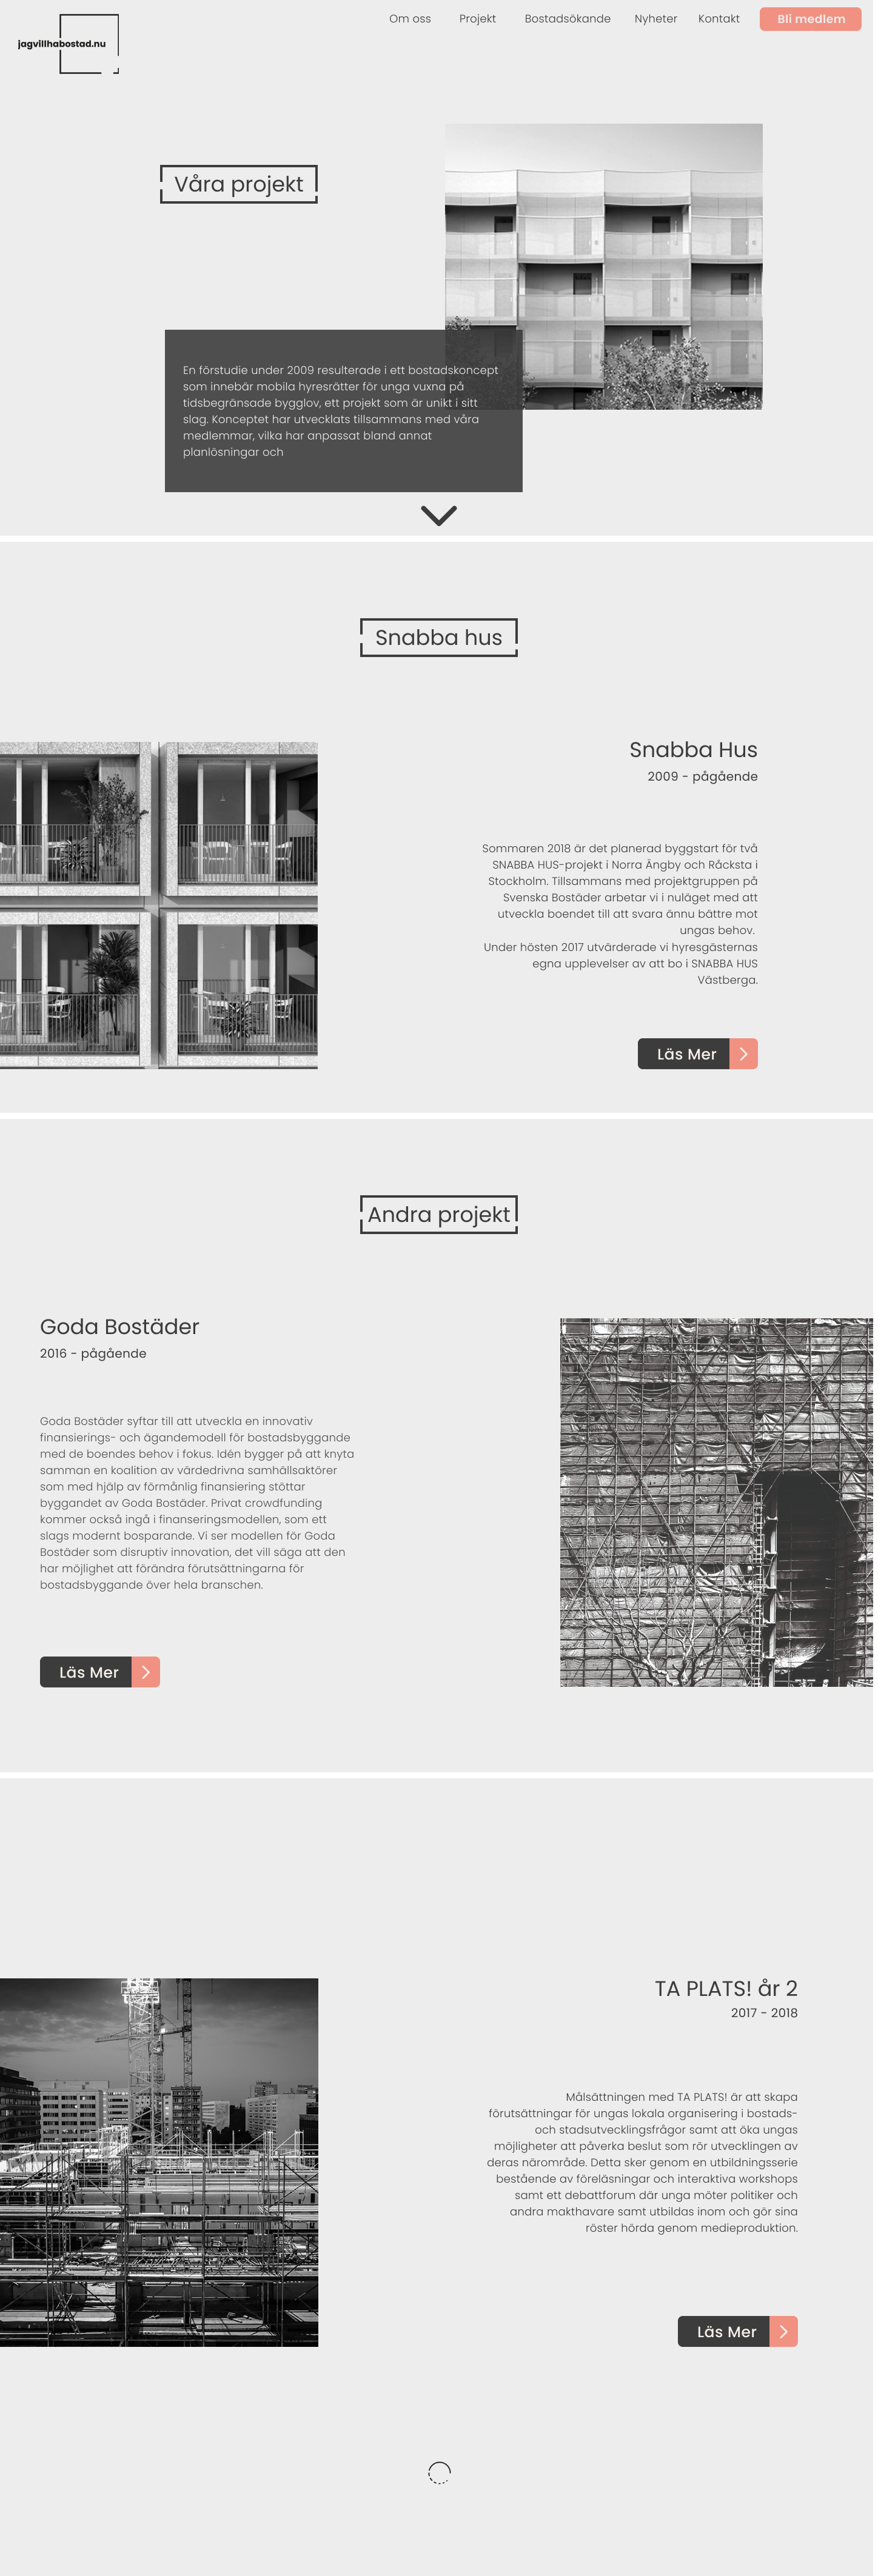 Om oss Projekt Bostadsökande Nyheter Kontakt Bli medlem
jagvillhabostad.nu
Våra projekt
En förstudie under 2009 resulterade i ett bostadskoncept
som innebär mobila hyresrätter för unga vuxna på
tidsbegränsade bygglov, ett projekt som är unikt i sitt
slag. Konceptet har utvecklats tillsammans med våra
medlemmar, vilka har anpassat bland annat
planlösningar och
Snabba hus
Snabba Hus
2009 - pågående
Sommaren 2018 är det planerad byggstart för två
SNABBA HUS-projekt i Norra Ängby och Råcksta i
Stockholm. Tillsammans med projektgruppen på
Svenska Bostäder arbetar vi i nuläget med att
utveckla boendet till att svara ännu bättre mot
ungas behov.
Under hösten 2017 utvärderade vi hyresgästernas
egna upplevelser av att bo i SNABBA HUS
Västberga.
Läs Mer
Andra projekt
Goda Bostäder
2016 - pågående
Goda Bostäder syftar till att utveckla en innovativ
finansierings- och ägandemodell för bostadsbyggande
med de boendes behov i fokus. Idén bygger på att knyta
samman en koalition av värdedrivna samhällsaktörer
som med hjälp av förmånlig finansiering stöttar
byggandet av Goda Bostäder. Privat crowdfunding
kommer också ingå i finanseringsmodellen, som ett
slags modernt bosparande. Vi ser modellen för Goda
Bostäder som disruptiv innovation, det vill säga att den
har möjlighet att förändra förutsättningarna för
bostadsbyggande över hela branschen.
Läs Mer
TA PLATS! år 2
2017 - 2018
Målsättningen med TA PLATS! är att skapa
förutsättningar för ungas lokala organisering i bostads-
och stadsutvecklingsfrågor samt att öka ungas
möjligheter att påverka beslut som rör utvecklingen av
deras närområde. Detta sker genom en utbildningsserie
bestående av föreläsningar och interaktiva workshops
samt ett debattforum där unga möter politiker och
andra makthavare samt utbildas inom och gör sina
röster hörda genom medieproduktion.
Läs Mer